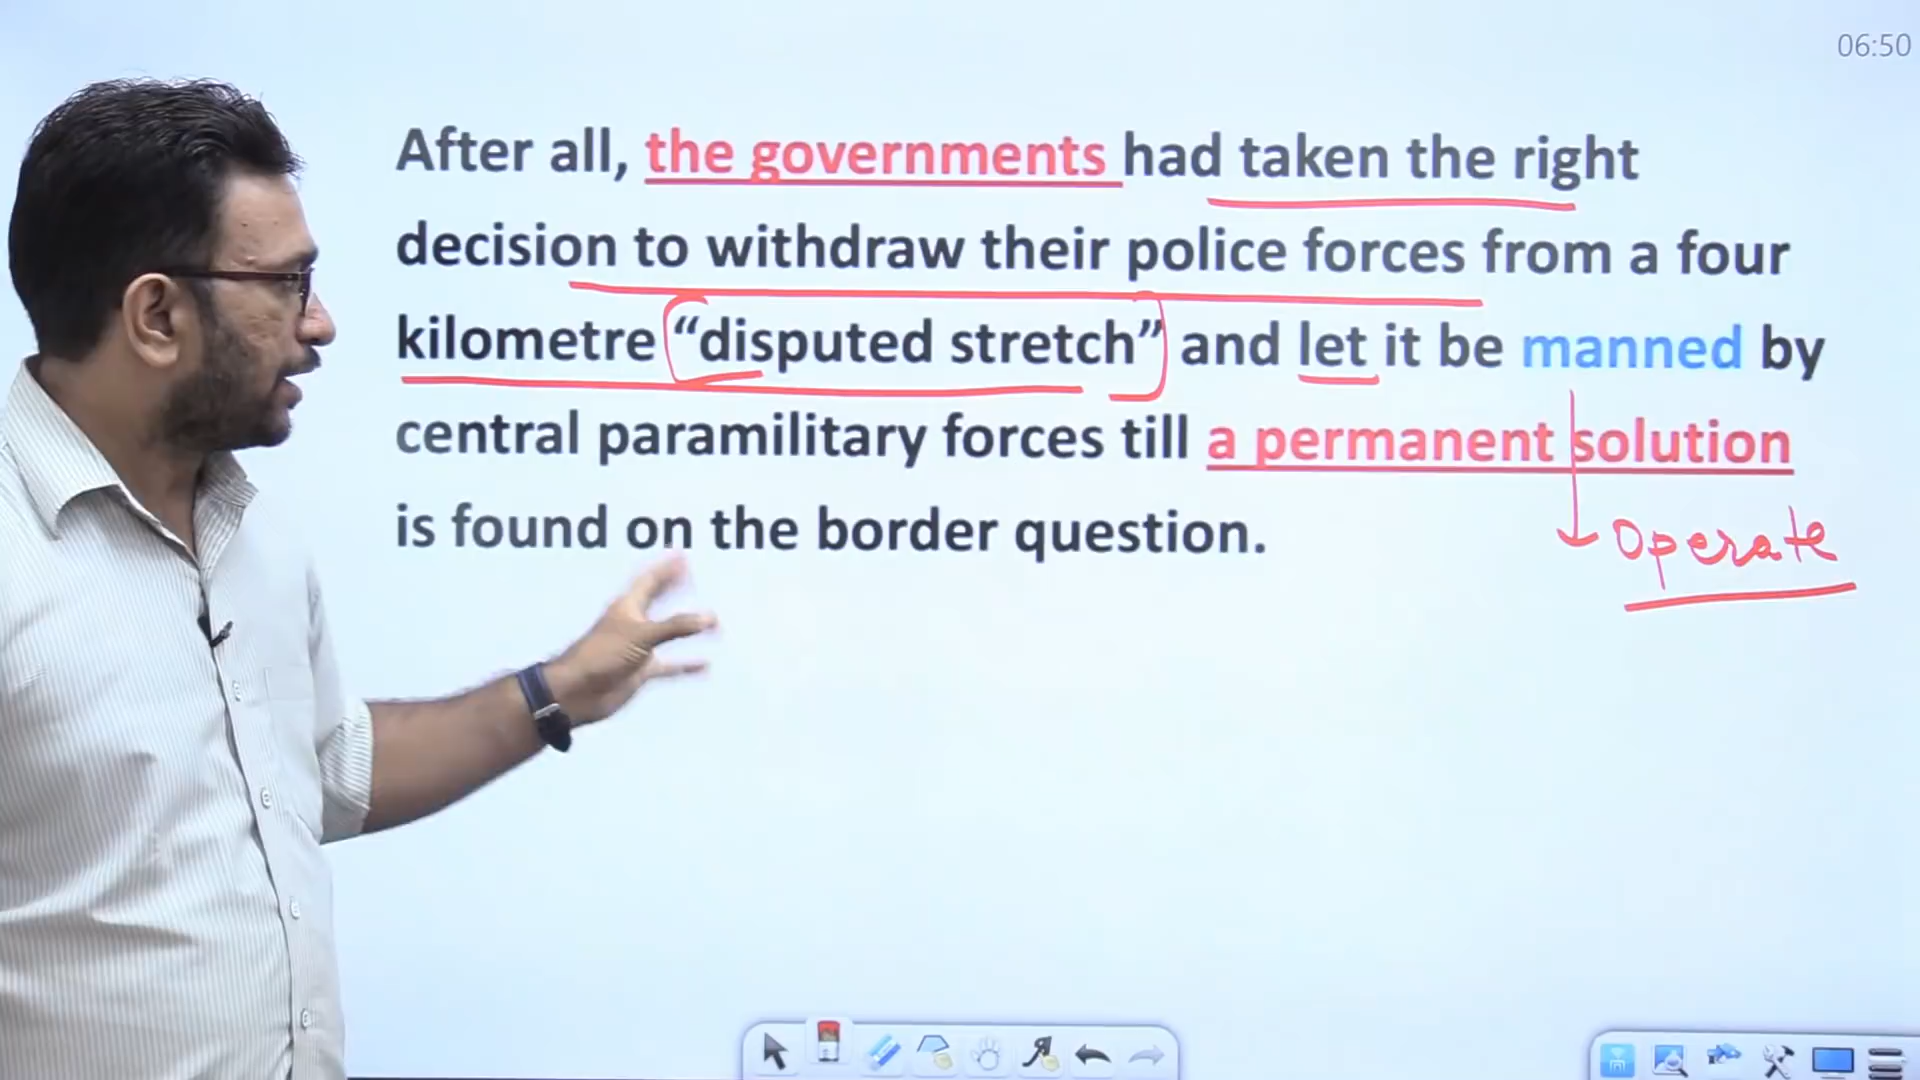 06:50
After all, the governments had taken the right
decision to withdraw their police forces from a four
kilometre “disputed stretch” and let it be manned by
central paramilitary forces till a permanent solution
is found on the border question.
Operate